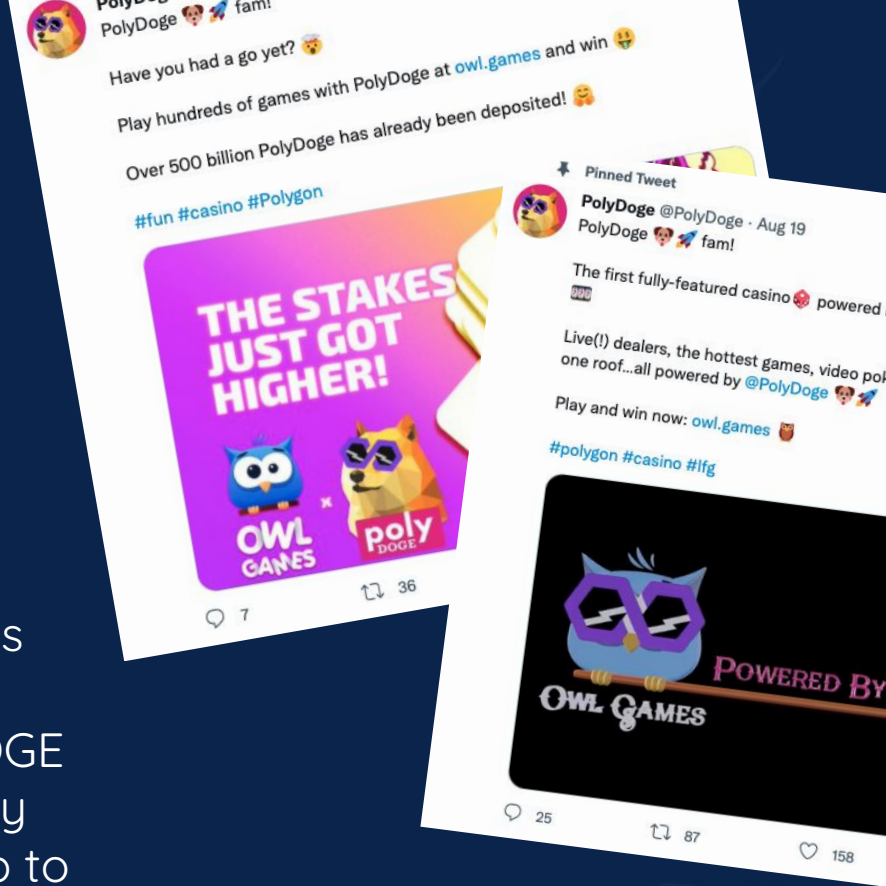 PolyDoge fam!
Have you had a go yet?
Play hundreds of games with PolyDoge at owl.games and win
Over 500 billion PolyDoge has already been deposited!
#fun #casino #Polygon
THE STAKES
JUST GOT
HIGHER!
OWL
GAMES
x
poly
DOGE
7
36
Pinned Tweet
PolyDoge @PolyDoge · Aug 19
PolyDoge fam!
The first fully-featured casino powered
Live(!) dealers, the hottest games, video
one roof...all powered by @PolyDoge
Play and win now: owl.games
#polygon #casino #lfg
POWERED BY
OWL GAMES
25
87
158
to